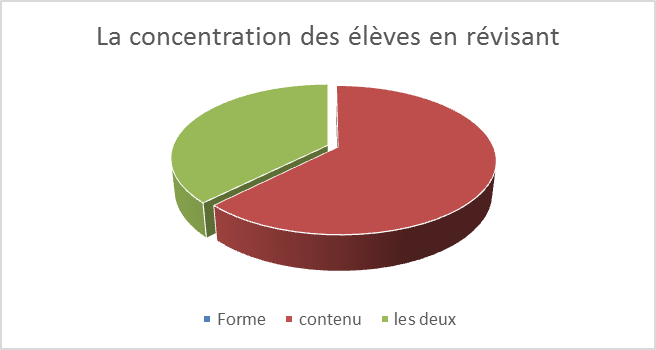 La concentration des élèves en révisant
Forme contenu les deux